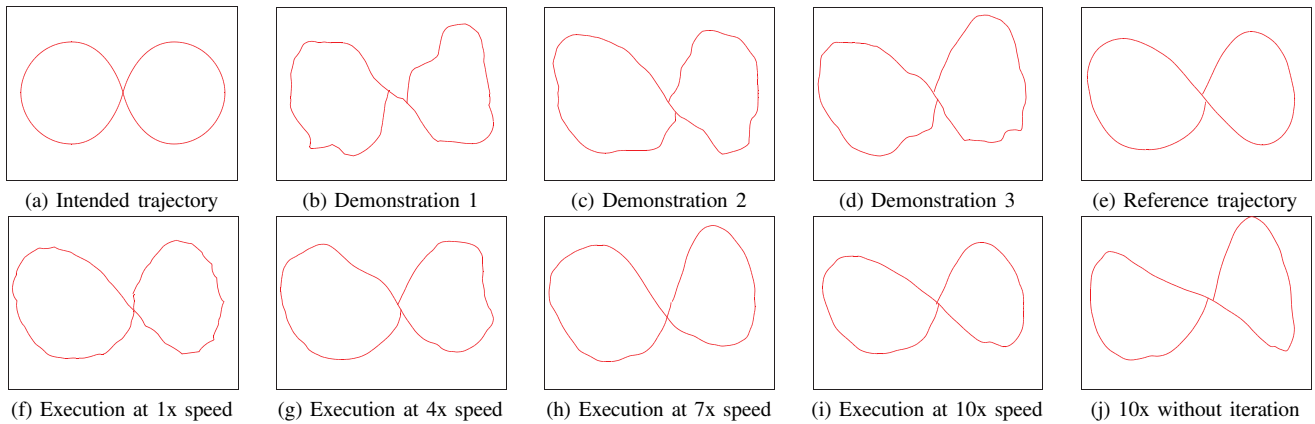 (a) Intended trajectory
(b) Demonstration 1
(c) Demonstration 2
(d) Demonstration 3
(e) Reference trajectory
(f) Execution at 1x speed
(g) Execution at 4x speed
(h) Execution at 7x speed
(i) Execution at 10x speed
(j) 10x without iteration